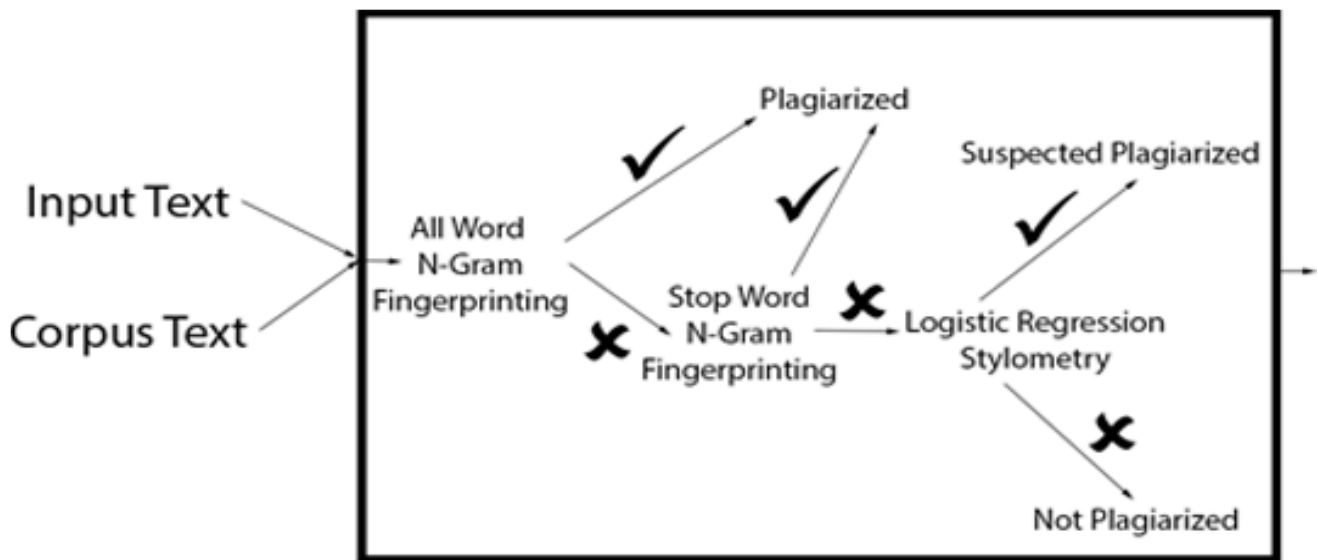 Plagiarized
Suspected Plagiarized
Input Text
All Word
N-Gram
Fingerprinting
Corpus Text
Stop Word
N-Gram
Fingerprinting
Logistic Regression
Stylometry
Not Plagiarized